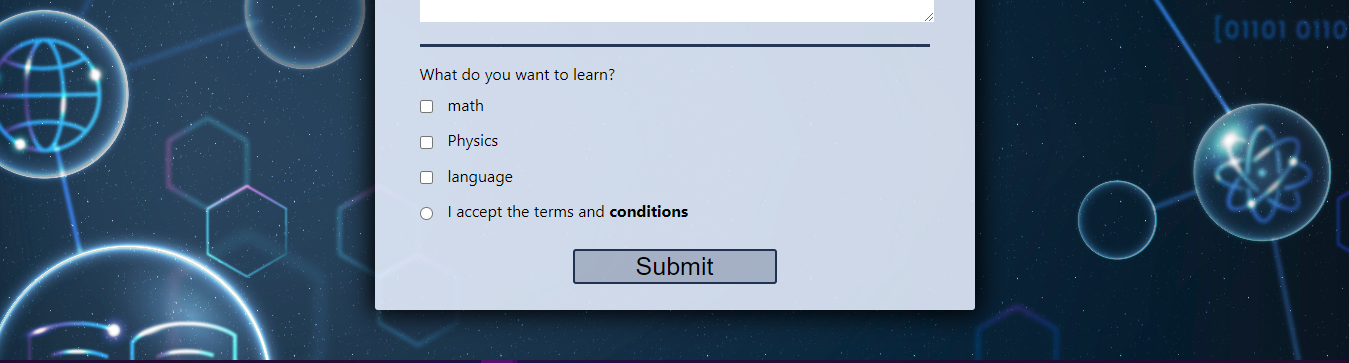 [01101 0110
What do you want to learn?
math
Physics
language
I accept the terms and conditions
Submit